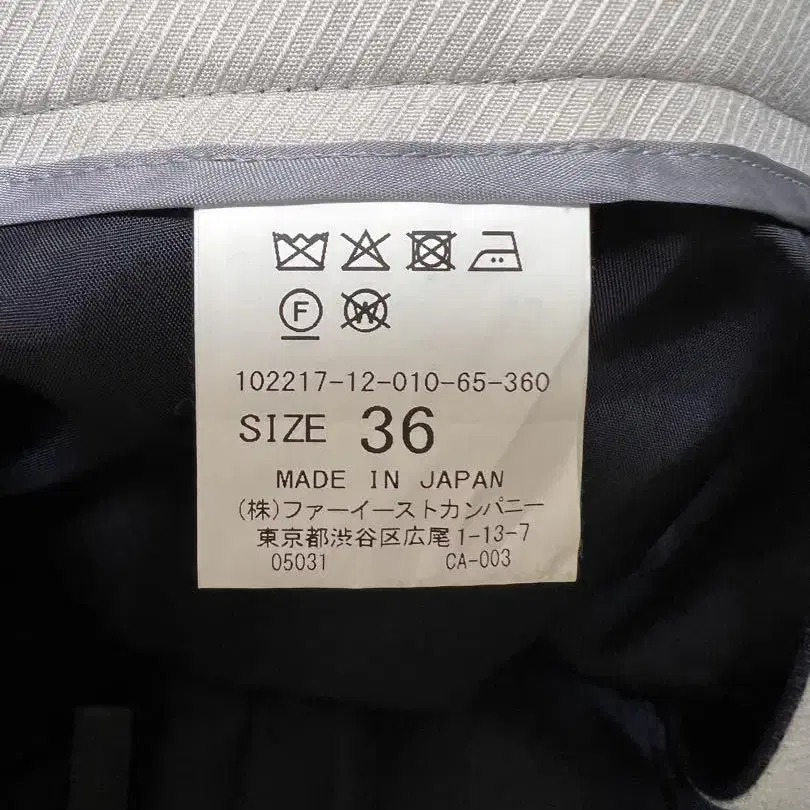 F W
102217-12-010-65-360
SIZE 36
MADE IN JAPAN
(株)ファーイーストカンパニー
東京都渋谷区広尾1-13-7
05031 CA-003